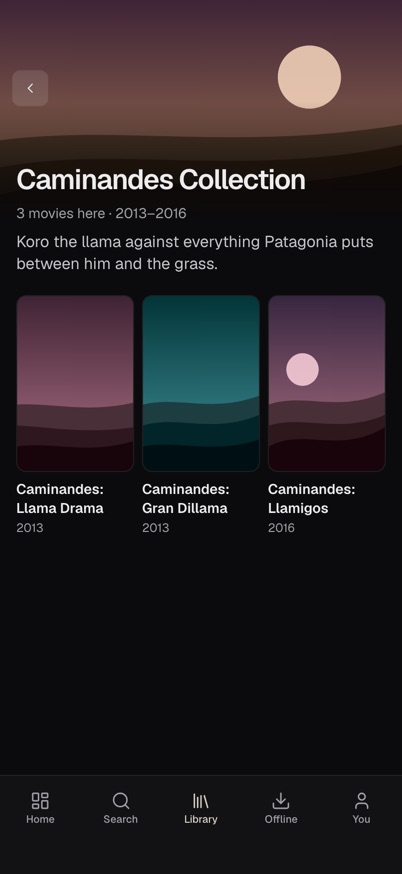 Caminandes Collection
3 movies here · 2013–2016
Koro the llama against everything Patagonia puts
between him and the grass.
Caminandes:
Llama Drama
2013
Caminandes:
Gran Dillama
2013
Caminandes:
Llamigos
2016
Home
Search
Library
Offline
You